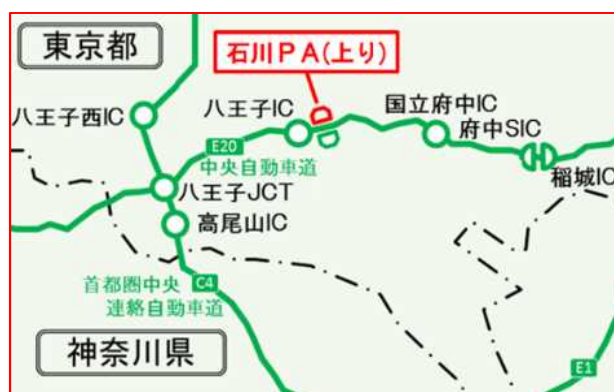 東京都
石川PA(上り)
八王子西IC
八王子IC
国立府中IC
府中SIC
E20
中央自動車道
稲城IC
八王子JCT
高尾山IC
首都圏中央
連絡自動車道
C4
神奈川県
E1